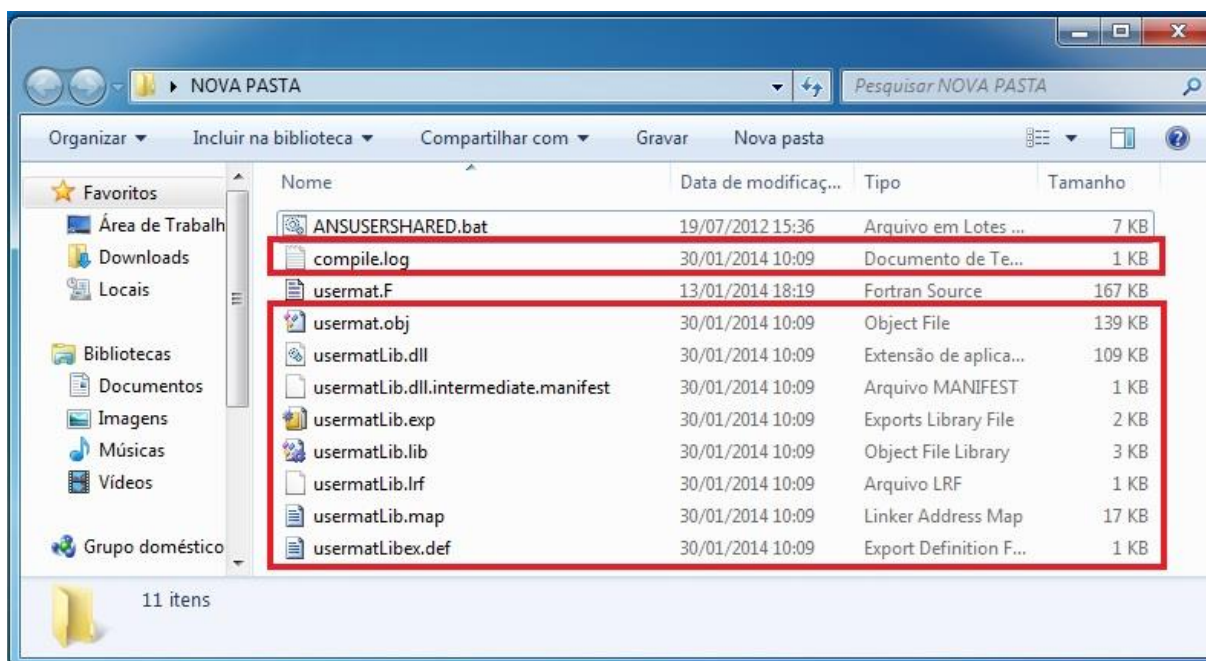 NOVA PASTA
Pesquisar NOVA PASTA
Organizar Incluir na biblioteca Compartilhar com Gravar Nova pasta
Favoritos
Área de Trabalh
Downloads
Locais
Bibliotecas
Documentos
Imagens
Músicas
Vídeos
Grupo doméstico
Nome Data de modificaç... Tipo Tamanho
ANSUSERSHARED.bat 19/07/2012 15:36 Arquivo em Lotes ... 7 KB
compile.log 30/01/2014 10:09 Documento de Te... 1 KB
usermat.F 13/01/2014 18:19 Fortran Source 167 KB
usermat.obj 30/01/2014 10:09 Object File 139 KB
usermatLib.dll 30/01/2014 10:09 Extensão de aplica... 109 KB
usermatLib.dll.intermediate.manifest 30/01/2014 10:09 Arquivo MANIFEST 1 KB
usermatLib.exp 30/01/2014 10:09 Exports Library File 2 KB
usermatLib.lib 30/01/2014 10:09 Object File Library 3 KB
usermatLib.lrf 30/01/2014 10:09 Arquivo LRF 1 KB
usermatLib.map 30/01/2014 10:09 Linker Address Map 17 KB
usermatLibex.def 30/01/2014 10:09 Export Definition F... 1 KB
11 itens